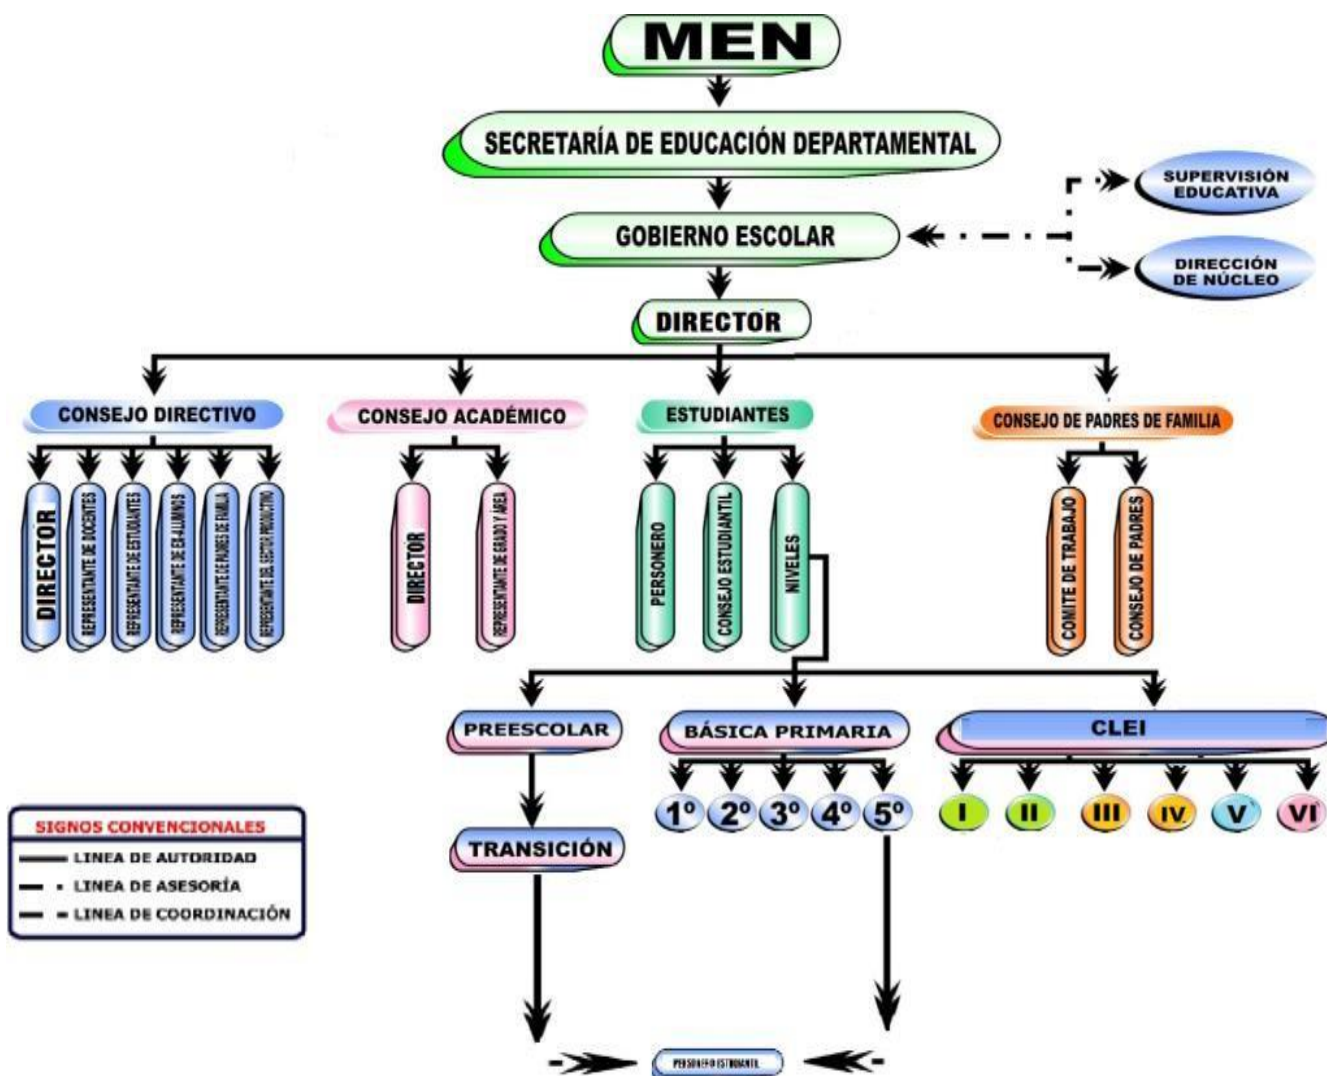 MEN
SECRETARÍA DE EDUCACIÓN DEPARTAMENTAL
SUPERVISIÓN
EDUCATIVA
GOBIERNO ESCOLAR
DIRECCIÓN
DE NÚCLEO
DIRECTOR
CONSEJO DIRECTIVO
CONSEJO ACADÉMICO
ESTUDIANTES
CONSEJO DE PADRES DE FAMILIA
DIRECTOR
REPRESENTANTE DE DOCENTES
REPRESENTANTE DE ESTUDIANTES
REPRESENTANTE DE EX-ALUMNOS
REPRESENTANTE DE PADRES DE FAMILIA
REPRESENTANTE DEL SECTOR PRODUCTIVO
DIRECTOR
REPRESENTANTE DE GRADO Y ÁREA
PERSONERO
CONSEJO ESTUDIANTIL
NIVELES
COMITE DE TRABAJO
CONSEJO DE PADRES
PREESCOLAR
BÁSICA PRIMARIA
CLEI
1º
2º
3º
4º
5º
I
II
III
IV
V
VI
TRANSICIÓN
SIGNOS CONVENCIONALES
LINEA DE AUTORIDAD
LINEA DE ASESORÍA
LINEA DE COORDINACIÓN
PERSONERO ESTUDIANTIL